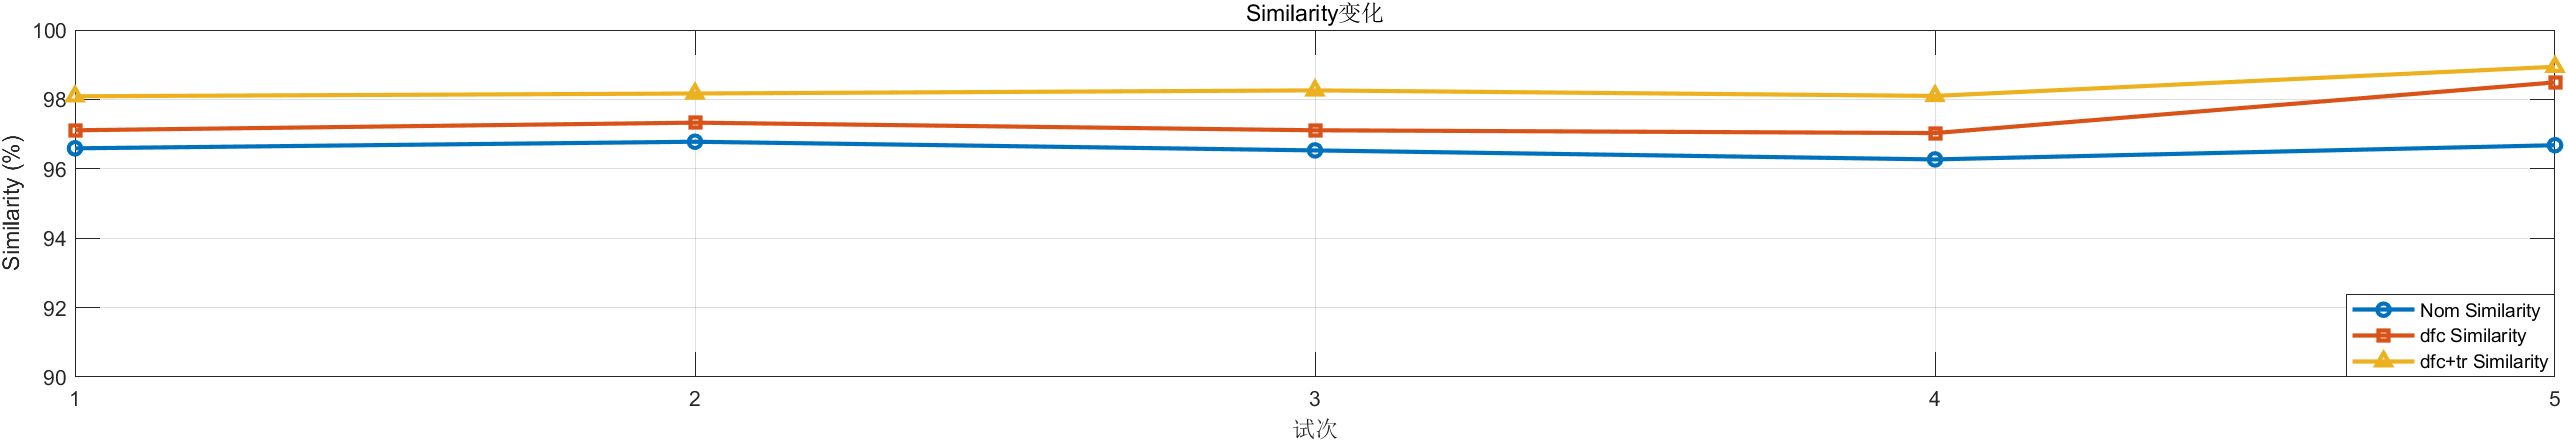 Similarity变化
100
98
96
94
92
90
Similarity (%)
1 2 3 4 5
试次
Nom Similarity
dfc Similarity
dfc+tr Similarity